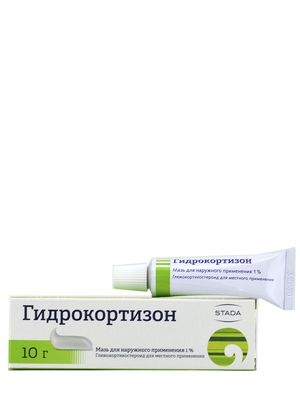 Гидрокортизон
Мазь для наружного применения 1%
Глюкокортикостероид для местного применения
STADA
Гидрокортизон
10 г
Мазь для наружного применения 1%
Глюкокортикостероид для местного применения